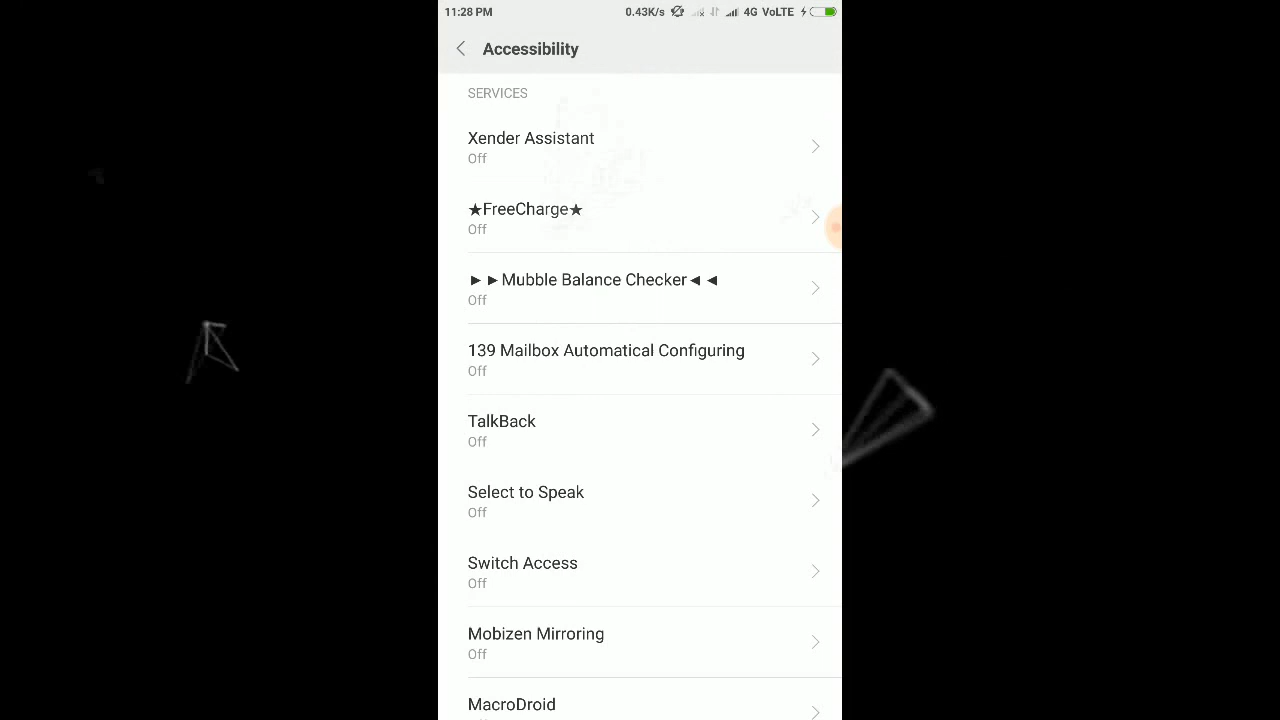 11:28 PM 0.43K/s 4G VoLTE
Accessibility
SERVICES
Xender Assistant
Off
★FreeCharge★
Off
►►Mubble Balance Checker◄◄
Off
139 Mailbox Automatical Configuring
Off
TalkBack
Off
Select to Speak
Off
Switch Access
Off
Mobizen Mirroring
Off
MacroDroid